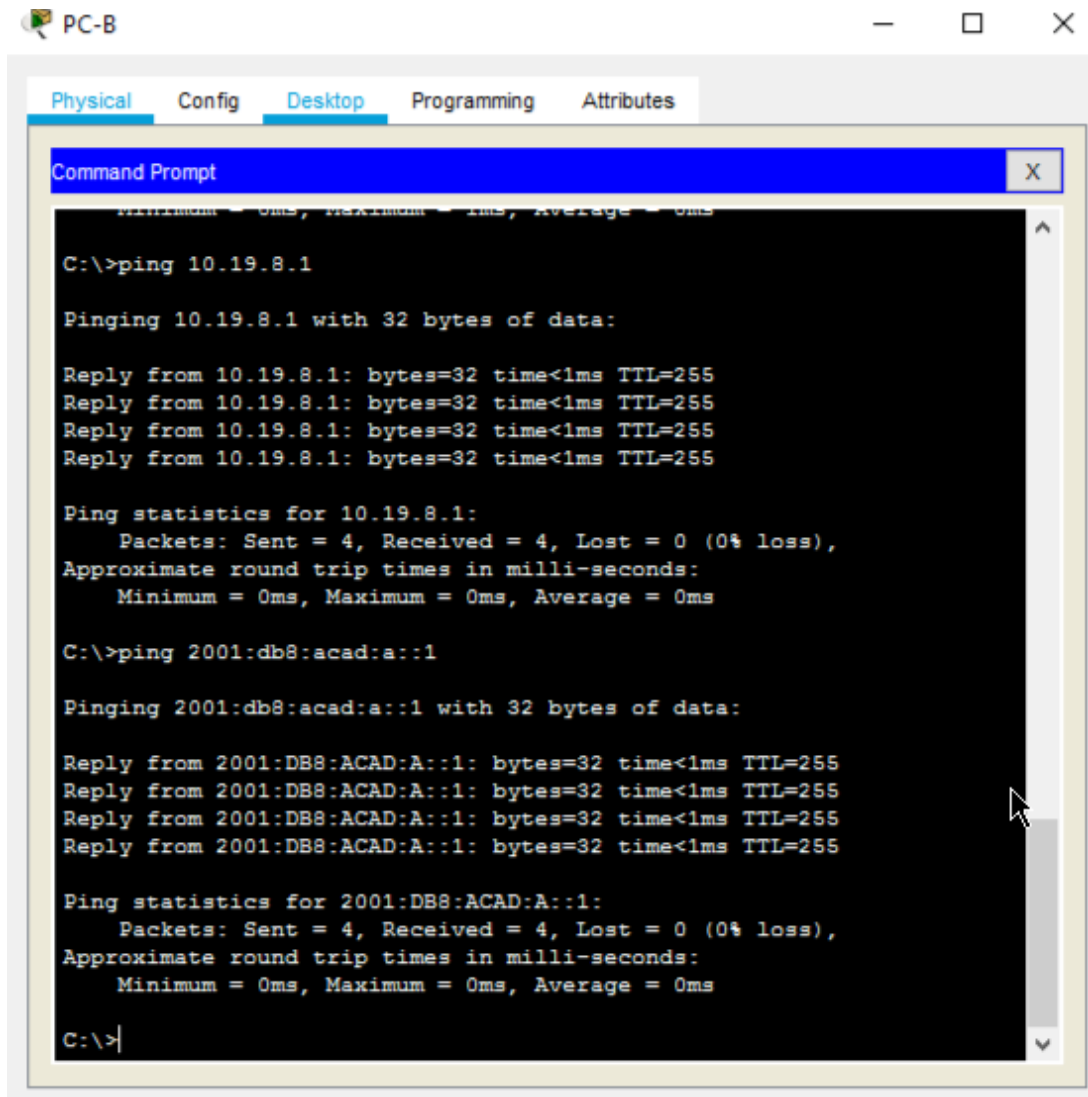 PC-B
Physical Config Desktop Programming Attributes
Command Prompt
X
Minimum = 0ms, Maximum = 1ms, Average = 0ms
C:\>ping 10.19.8.1
Pinging 10.19.8.1 with 32 bytes of data:
Reply from 10.19.8.1: bytes=32 time<1ms TTL=255
Reply from 10.19.8.1: bytes=32 time<1ms TTL=255
Reply from 10.19.8.1: bytes=32 time<1ms TTL=255
Reply from 10.19.8.1: bytes=32 time<1ms TTL=255
Ping statistics for 10.19.8.1:
Packets: Sent = 4, Received = 4, Lost = 0 (0% loss),
Approximate round trip times in milli-seconds:
Minimum = 0ms, Maximum = 0ms, Average = 0ms
C:\>ping 2001:db8:acad:a::1
Pinging 2001:db8:acad:a::1 with 32 bytes of data:
Reply from 2001:DB8:ACAD:A::1: bytes=32 time<1ms TTL=255
Reply from 2001:DB8:ACAD:A::1: bytes=32 time<1ms TTL=255
Reply from 2001:DB8:ACAD:A::1: bytes=32 time<1ms TTL=255
Reply from 2001:DB8:ACAD:A::1: bytes=32 time<1ms TTL=255
Ping statistics for 2001:DB8:ACAD:A::1:
Packets: Sent = 4, Received = 4, Lost = 0 (0% loss),
Approximate round trip times in milli-seconds:
Minimum = 0ms, Maximum = 0ms, Average = 0ms
C:\>